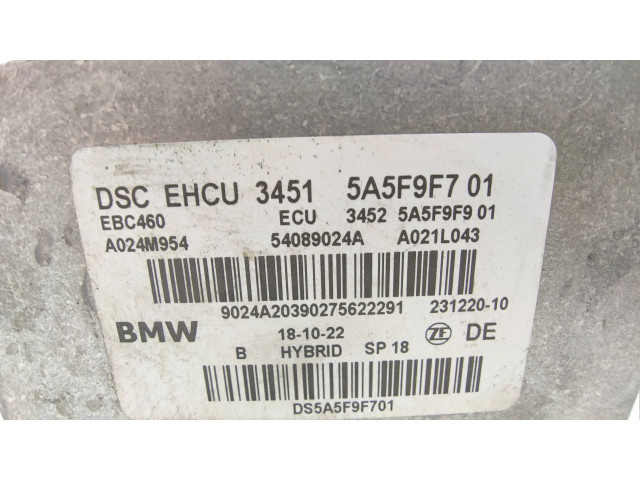 DSC EHCU 3451 5A5F9F7 01
EBC460 ECU 3452 5A5F9F9 01
A024M954 54089024A A021L043
9024A20390275622291 231220-10
BMW 18-10-22 ZF DE
B HYBRID SP 18
DS5A5F9F701